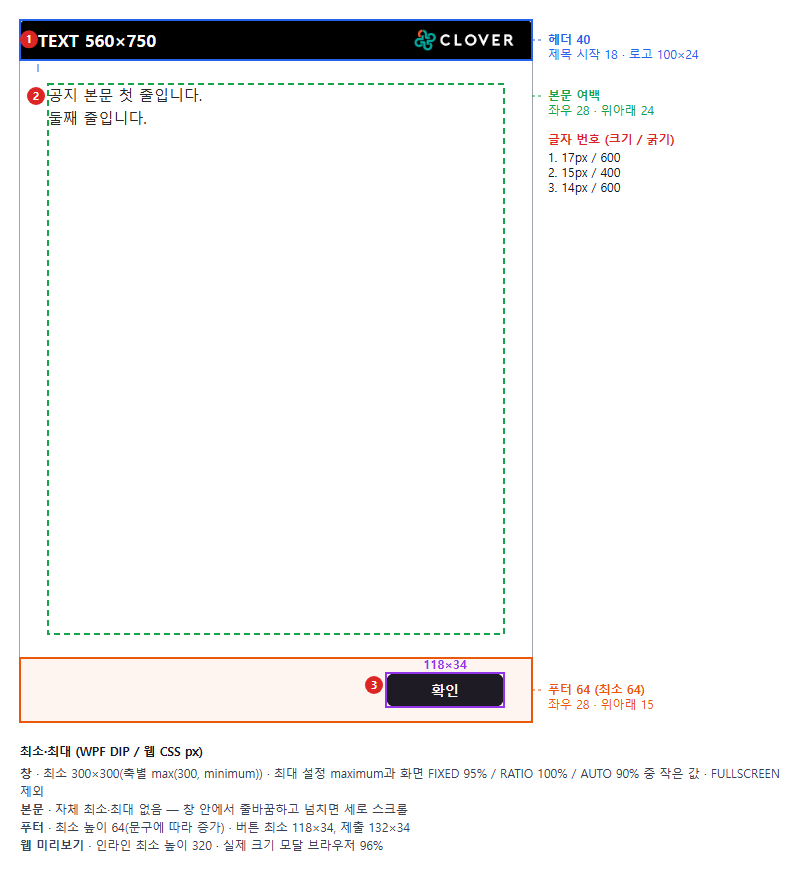 1 TEXT 560×750 CLOVER
헤더 40
제목 시작 18 · 로고 100×24
2 공지 본문 첫 줄입니다.
둘째 줄입니다.
본문 여백
좌우 28 · 위아래 24
글자 번호 (크기 / 굵기)
1. 17px / 600
2. 15px / 400
3. 14px / 600
118×34
3 확인
푸터 64 (최소 64)
좌우 28 · 위아래 15
최소·최대 (WPF DIP / 웹 CSS px)
창 · 최소 300×300(축별 max(300, minimum)) · 최대 설정 maximum과 화면 FIXED 95% / RATIO 100% / AUTO 90% 중 작은 값 · FULLSCREEN
제외
본문 · 자체 최소·최대 없음 — 창 안에서 줄바꿈하고 넘치면 세로 스크롤
푸터 · 최소 높이 64(문구에 따라 증가) · 버튼 최소 118×34, 제출 132×34
웹 미리보기 · 인라인 최소 높이 320 · 실제 크기 모달 브라우저 96%